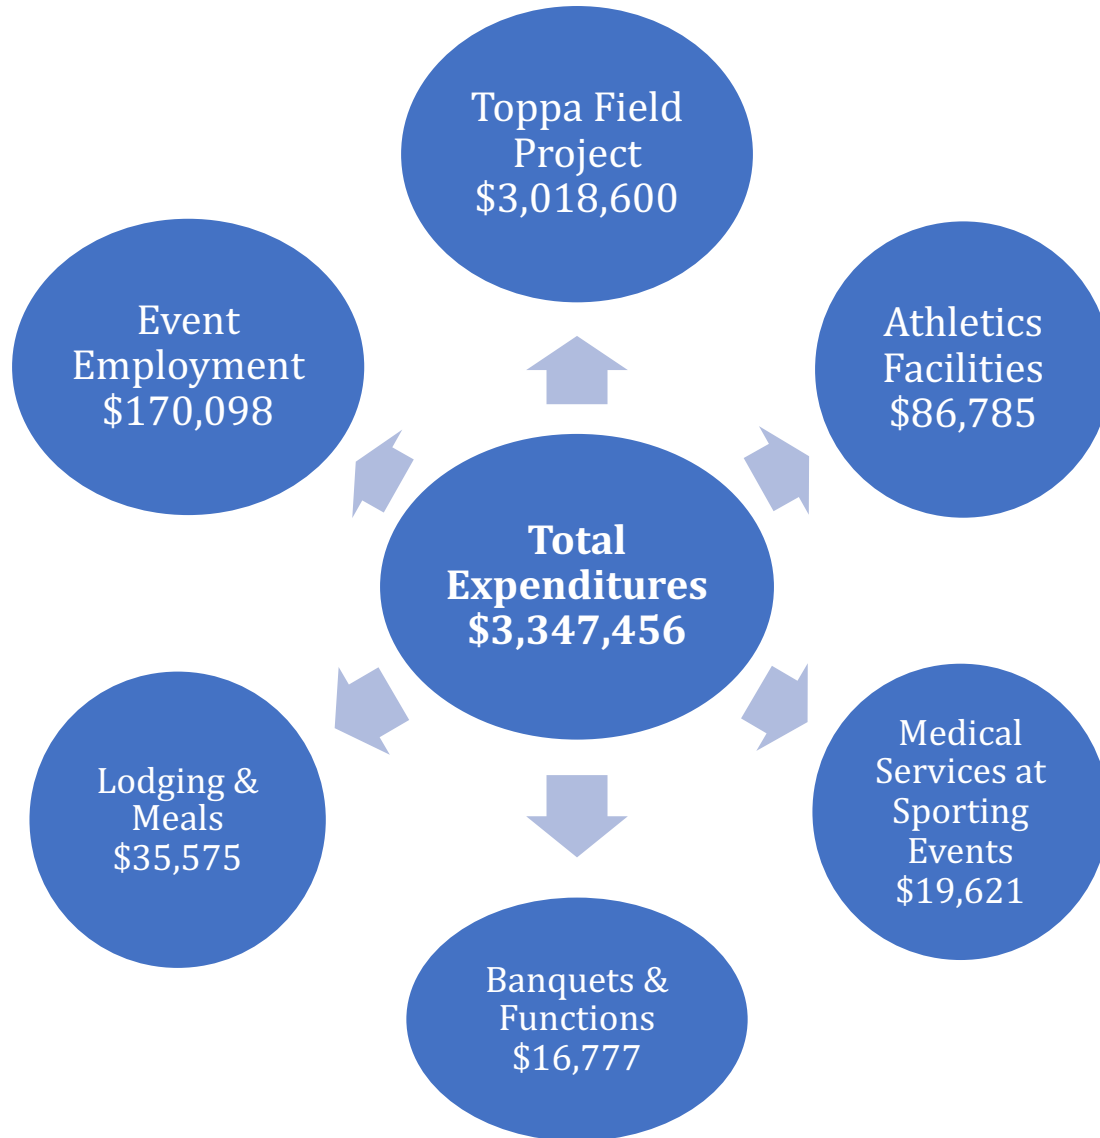 Toppa Field
Project
$3,018,600
Event
Employment
$170,098
Athletics
Facilities
$86,785
Total
Expenditures
$3,347,456
Lodging &
Meals
$35,575
Medical
Services at
Sporting
Events
$19,621
Banquets &
Functions
$16,777